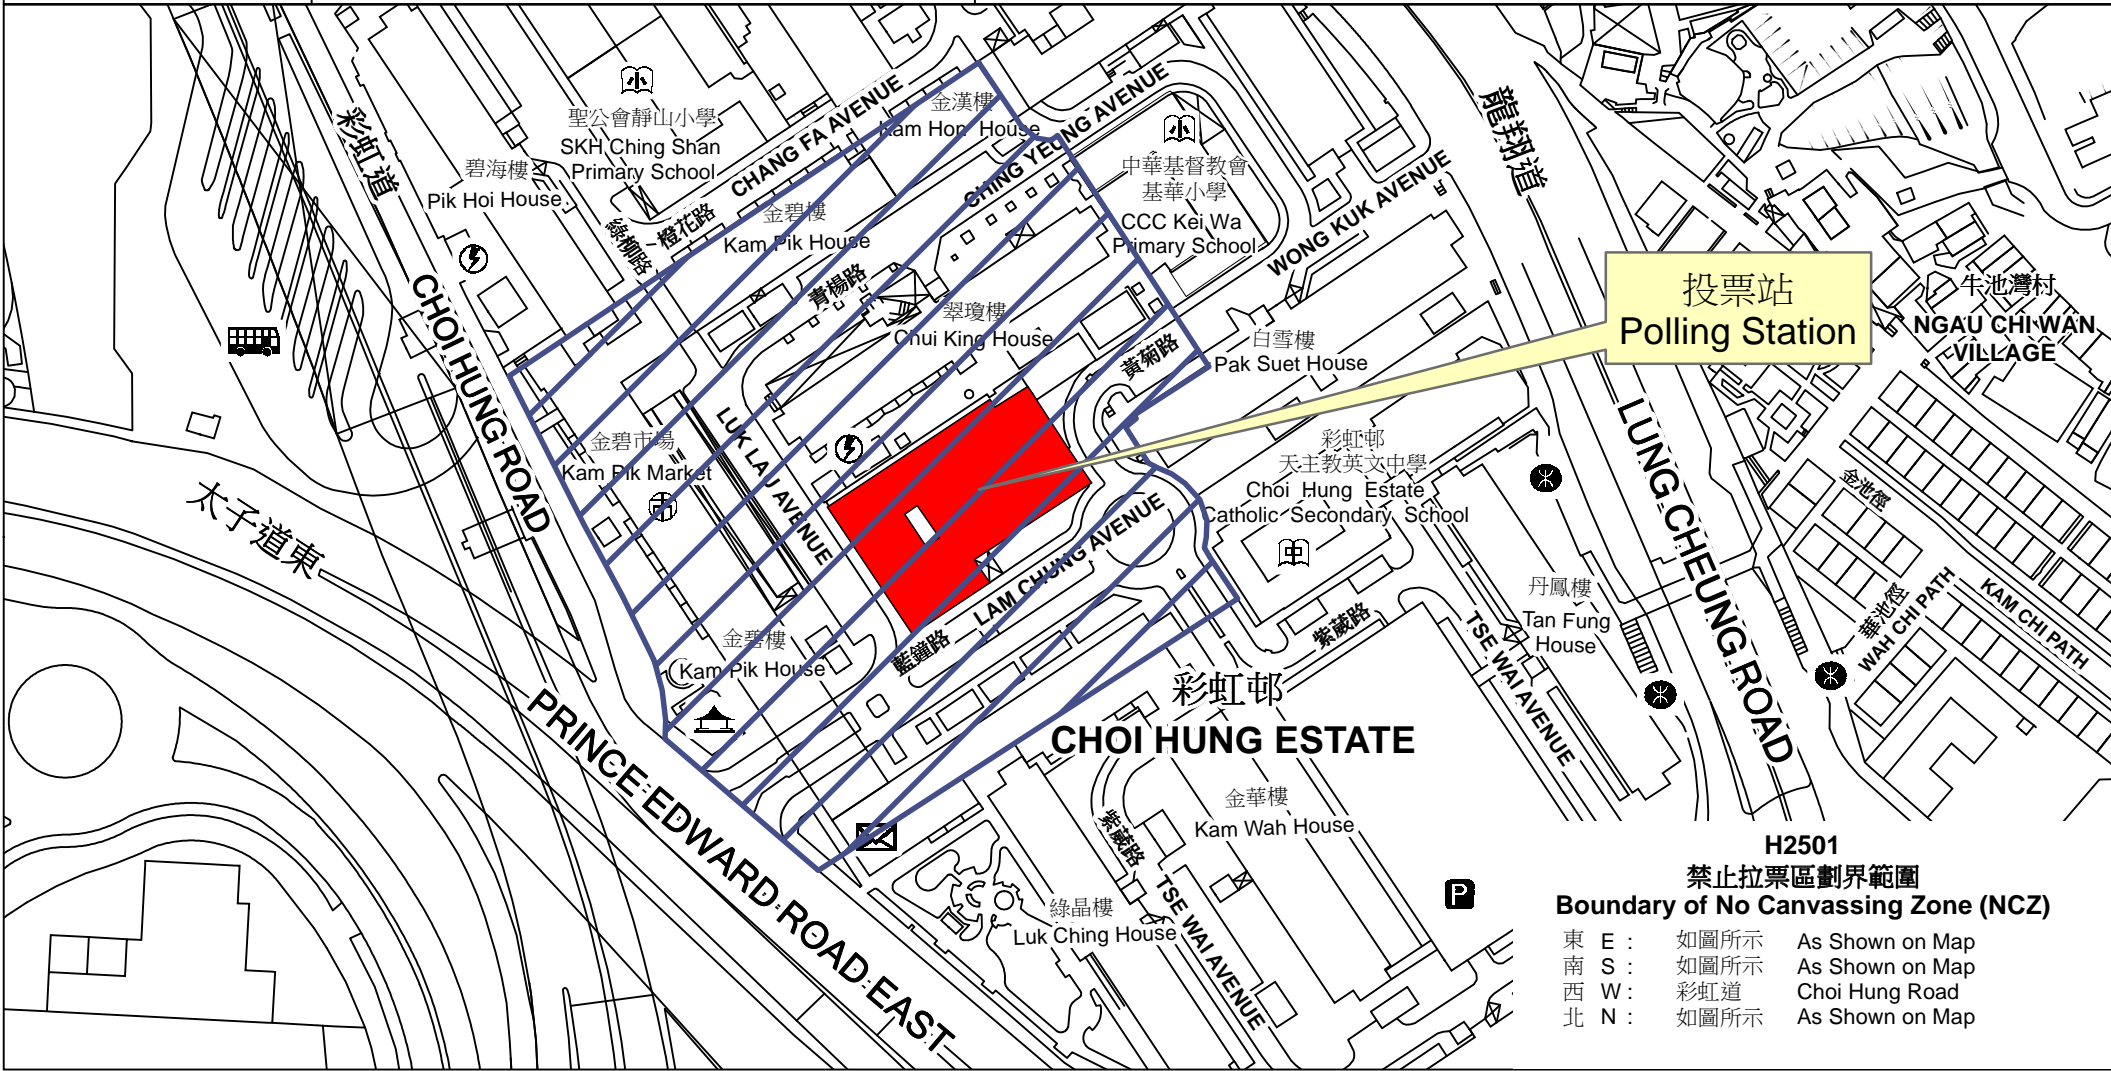 彩虹道
CHOI HUNG ROAD
碧海樓
Pik Hoi House
小
聖公會靜山小學
SKH Ching Shan
Primary School
橙花路
CHANG FA AVENUE
綠柳路
金漢樓
Kam Hon House
金碧樓
Kam Pik House
青楊路
CHING YEUNG AVENUE
小
中華基督教會
基華小學
CCC Kei Wa
Primary School
WONG KUK AVENUE
黃菊路
龍翔道
LUNG CHEUNG ROAD
投票站
Polling Station
牛池灣村
NGAU CHI WAN
VILLAGE
翠瓊樓
Chui King House
白雪樓
Pak Suet House
金碧市場
Kam Pik Market
市
LUK LAU AVENUE
彩虹邨
天主教英文中學
Choi Hung Estate
Catholic Secondary School
中
太子道東
PRINCE EDWARD ROAD EAST
藍鐘路
LAM CHUNG AVENUE
金碧樓
Kam Pik House
紫葳路
TSE WAI AVENUE
丹鳳樓
Tan Fung
House
金池徑
KAM CHI PATH
華池徑
WAH CHI PATH
彩虹邨
CHOI HUNG ESTATE
金華樓
Kam Wah House
紫葳路
TSE WAI AVENUE
綠晶樓
Luk Ching House
P
H2501
禁止拉票區劃界範圍
Boundary of No Canvassing Zone (NCZ)
東 E : 如圖所示 As Shown on Map
南 S : 如圖所示 As Shown on Map
西 W : 彩虹道 Choi Hung Road
北 N : 如圖所示 As Shown on Map